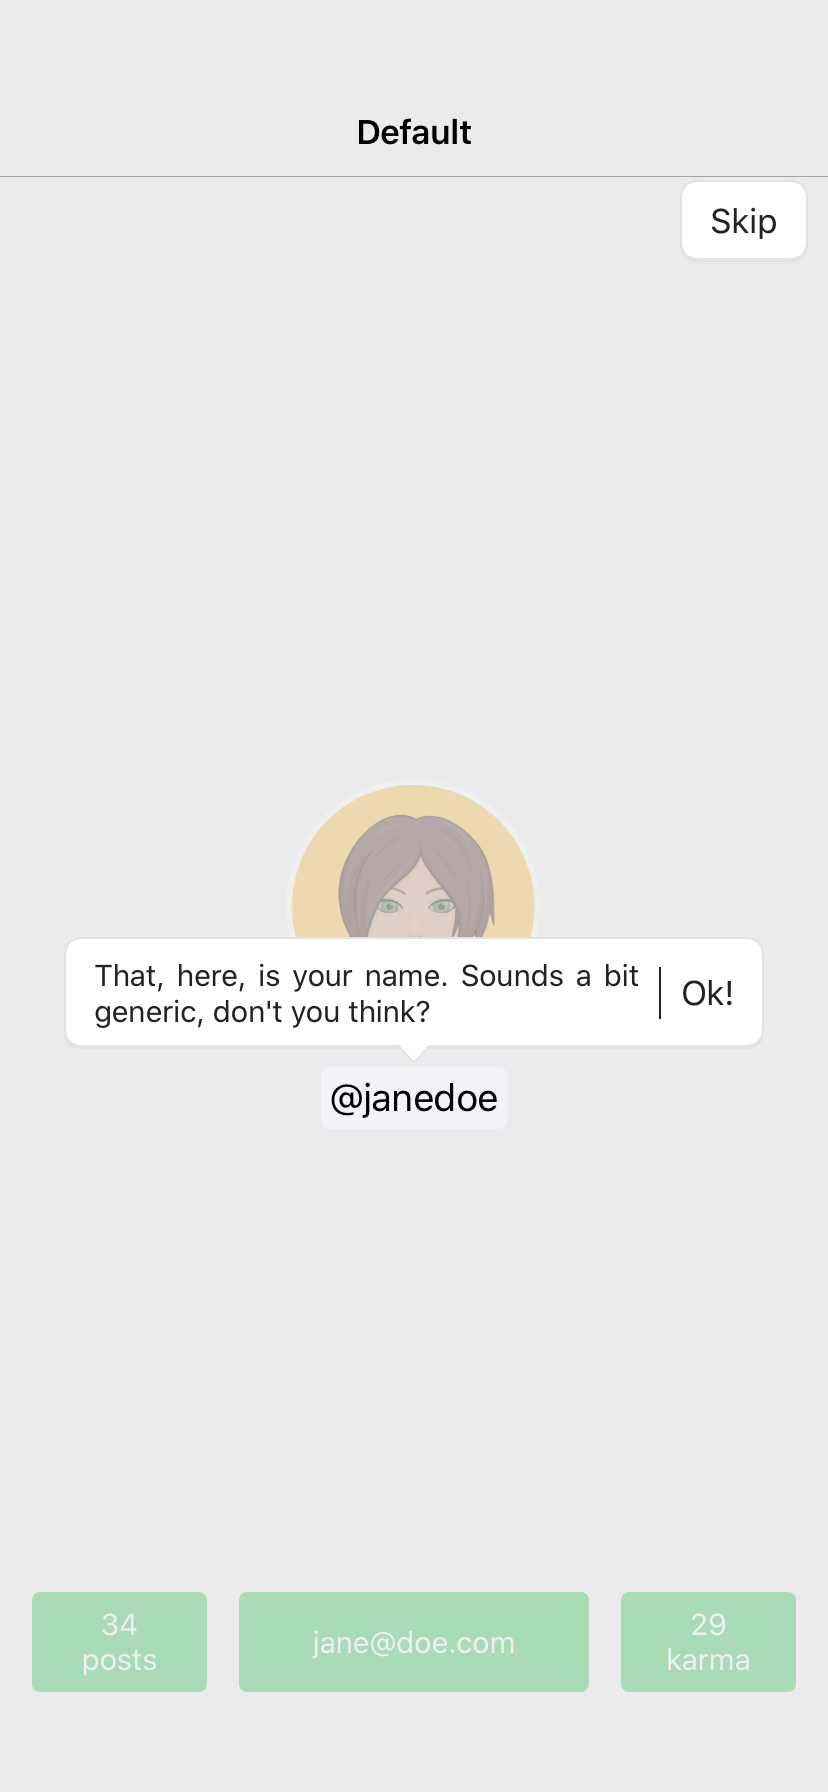 Default
Skip
That, here, is your name. Sounds a bit
generic, don't you think?
Ok!
@janedoe
34
posts
jane@doe.com
29
karma